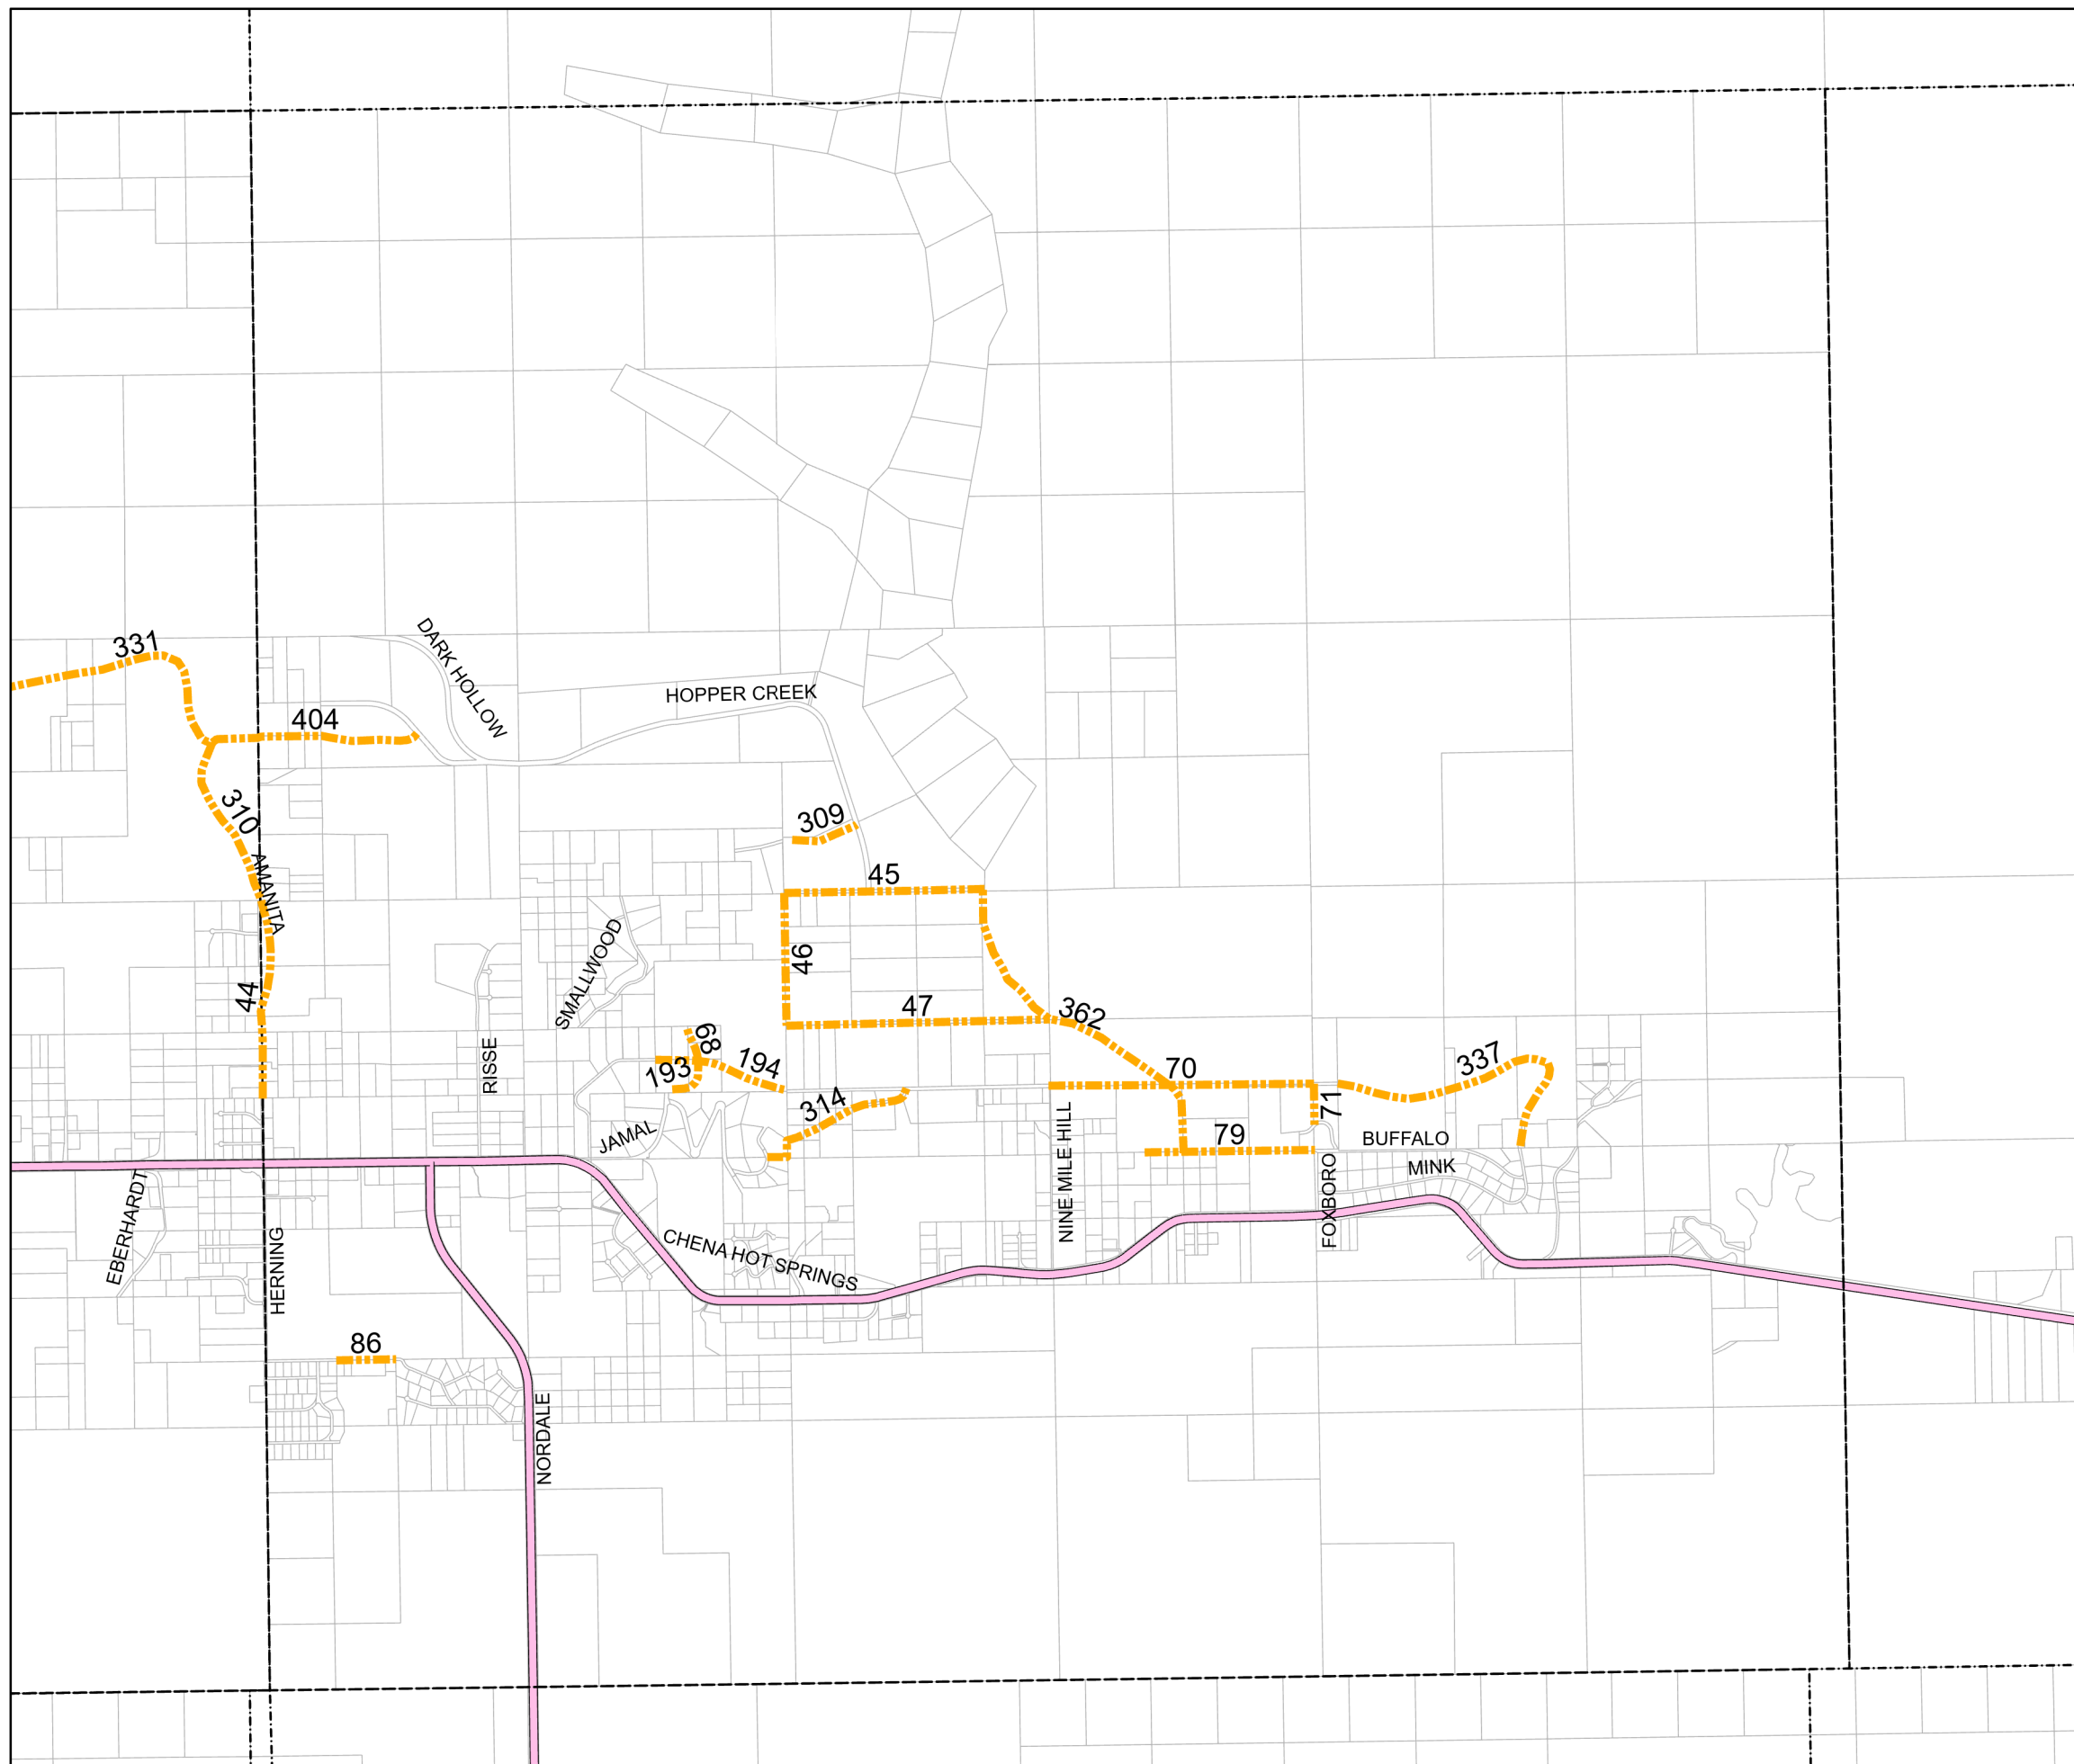 331
DARK HOLLOW
404
HOPPER CREEK
310
309
AMANITA
45
SMALLWOOD
46
44
47
362
68
RISSE
193
194
314
70
337
71
JAMAL
NINE MILE HILL
79
BUFFALO
MINK
FOXBORO
EBERHARDT
HERNING
CHENA HOT SPRINGS
86
NORDALE